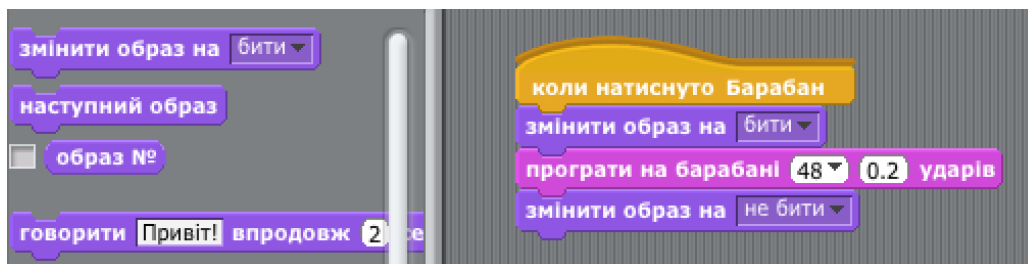 змінити образ на бити
наступний образ
образ №
говорити Привіт! впродовж 2
коли натиснуто Барабан
змінити образ на бити
програти на барабані 48 0.2 ударів
змінити образ на не бити